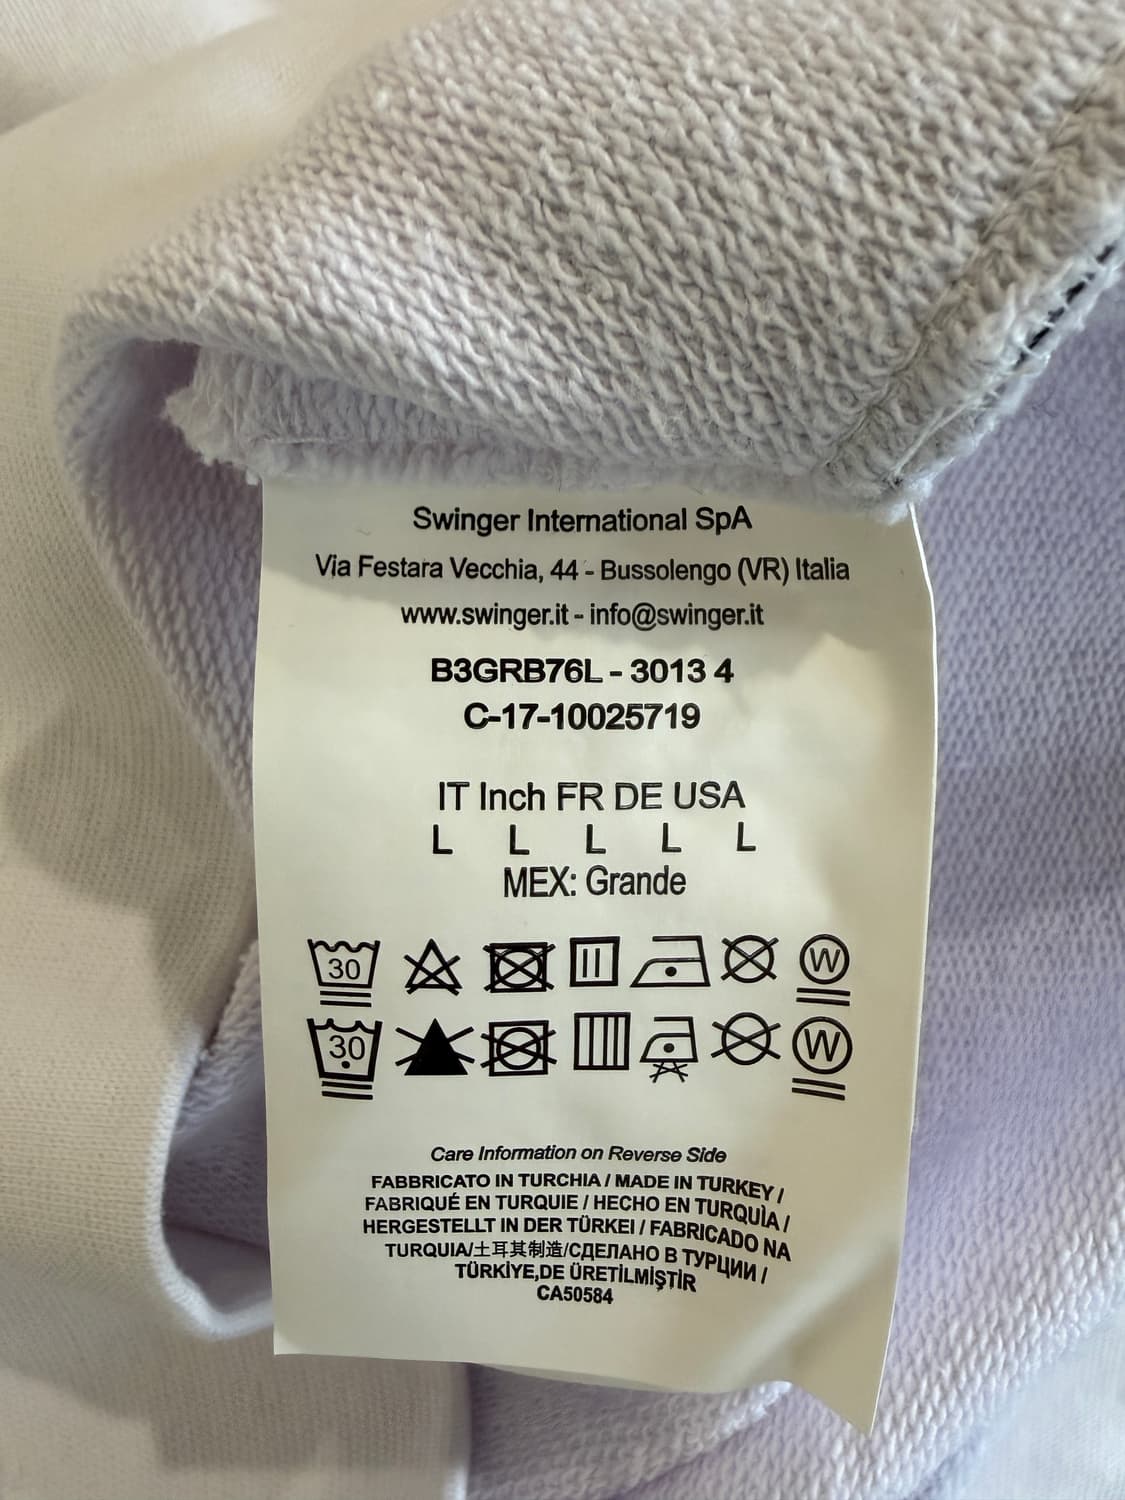 Swinger International SpA
Via Festara Vecchia, 44 - Bussolengo (VR) Italia
www.swinger.it - info@swinger.it
B3GRB76L - 3013 4
C-17-10025719
IT Inch FR DE USA
L L L L L
MEX: Grande
30 W
30 W
Care Information on Reverse Side
FABBRICATO IN TURCHIA / MADE IN TURKEY /
FABRIQUÉ EN TURQUIE / HECHO EN TURQUÌA /
HERGESTELLT IN DER TÜRKEI / FABRICADO NA
TURQUIA/土耳其制造/СДЕЛАНО В ТУРЦИИ /
TÜRKİYE,DE ÜRETİLMİŞTİR
CA50584